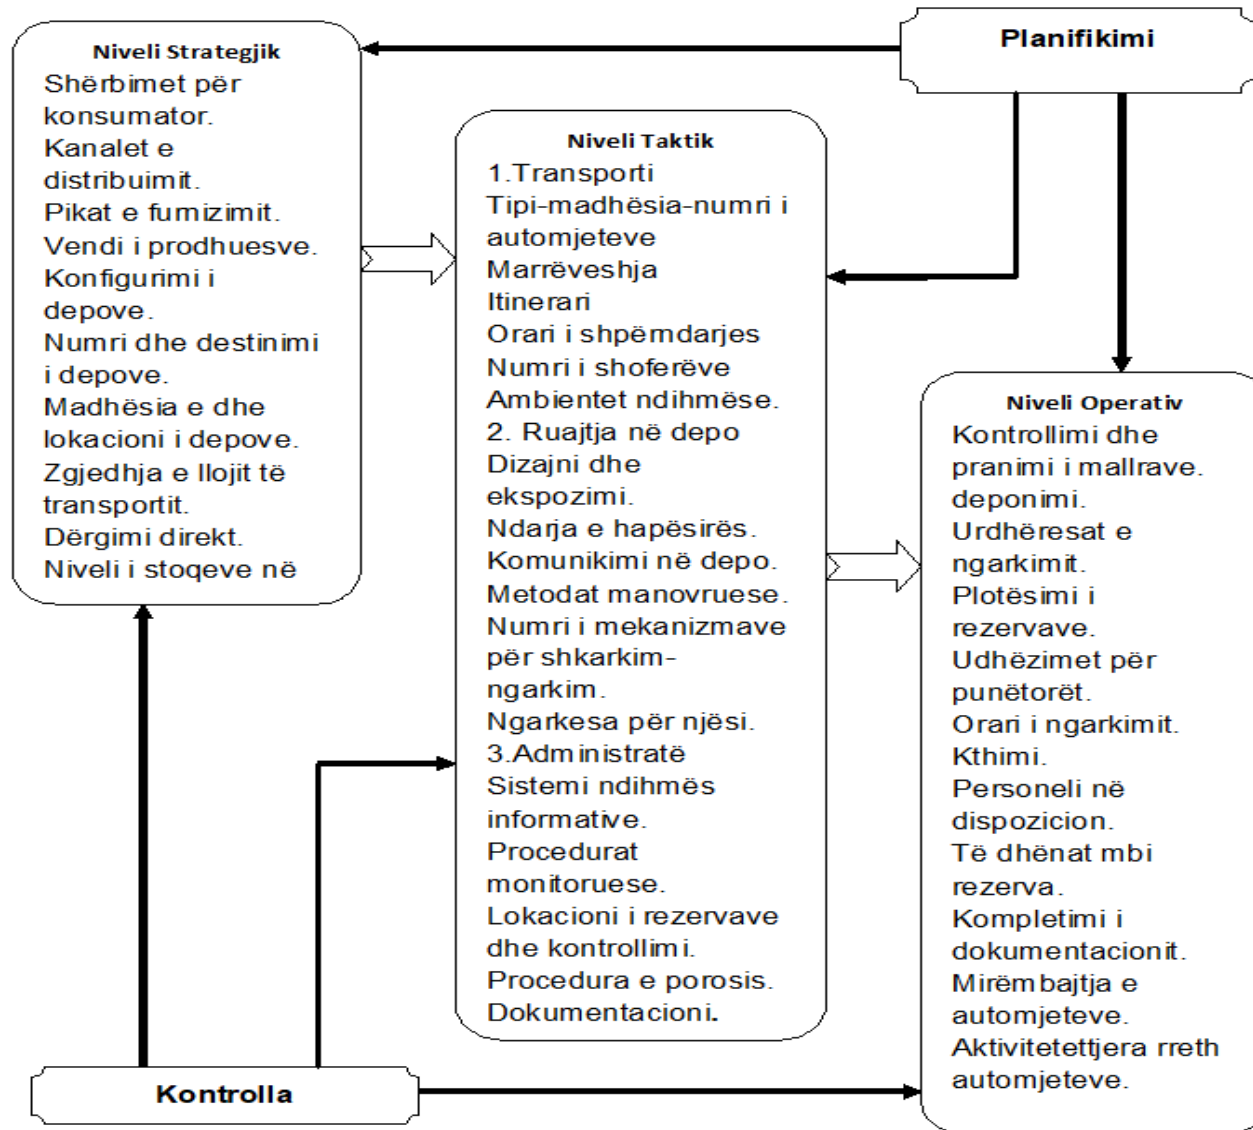 Planifikimi
Niveli Strategjik
Shërbimet për
konsumator.
Kanalet e
distribuimit.
Pikat e furnizimit.
Vendi i prodhuesve.
Konfigurimi i
depove.
Numri dhe destinimi
i depove.
Madhësia e dhe
lokacioni i depove.
Zgjedhja e llojit të
transportit.
Dërgimi direkt.
Niveli i stoqeve në
Niveli Taktik
1.Transporti
Tipi-madhësia-numri i
automjeteve
Marrëveshja
Itinerari
Orari i shpërndarjes
Numri i shoferëve
Ambientet ndihmëse.
2. Ruajtja në depo
Dizajni dhe
ekspozimi.
Ndarja e hapësirës.
Komunikimi në depo.
Metodat manovruese.
Numri i mekanizmave
për shkarkim-
ngarkim.
Ngarkesa për njësi.
3.Administratë
Sistemi ndihmës
informative.
Procedurat
monitoruese.
Lokacioni i rezervave
dhe kontrollimi.
Procedura e porosis.
Dokumentacioni.
Niveli Operativ
Kontrollimi dhe
pranimi i mallrave.
deponimi.
Urdhëresat e
ngarkimit.
Plotësimi i
rezervave.
Udhëzimet për
punëtorët.
Orari i ngarkimit.
Kthimi.
Personeli në
dispozicion.
Të dhënat mbi
rezerva.
Kompletimi i
dokumentacionit.
Mirëmbajtja e
automjeteve.
Aktivitetettjera rreth
automjeteve.
Kontrolla